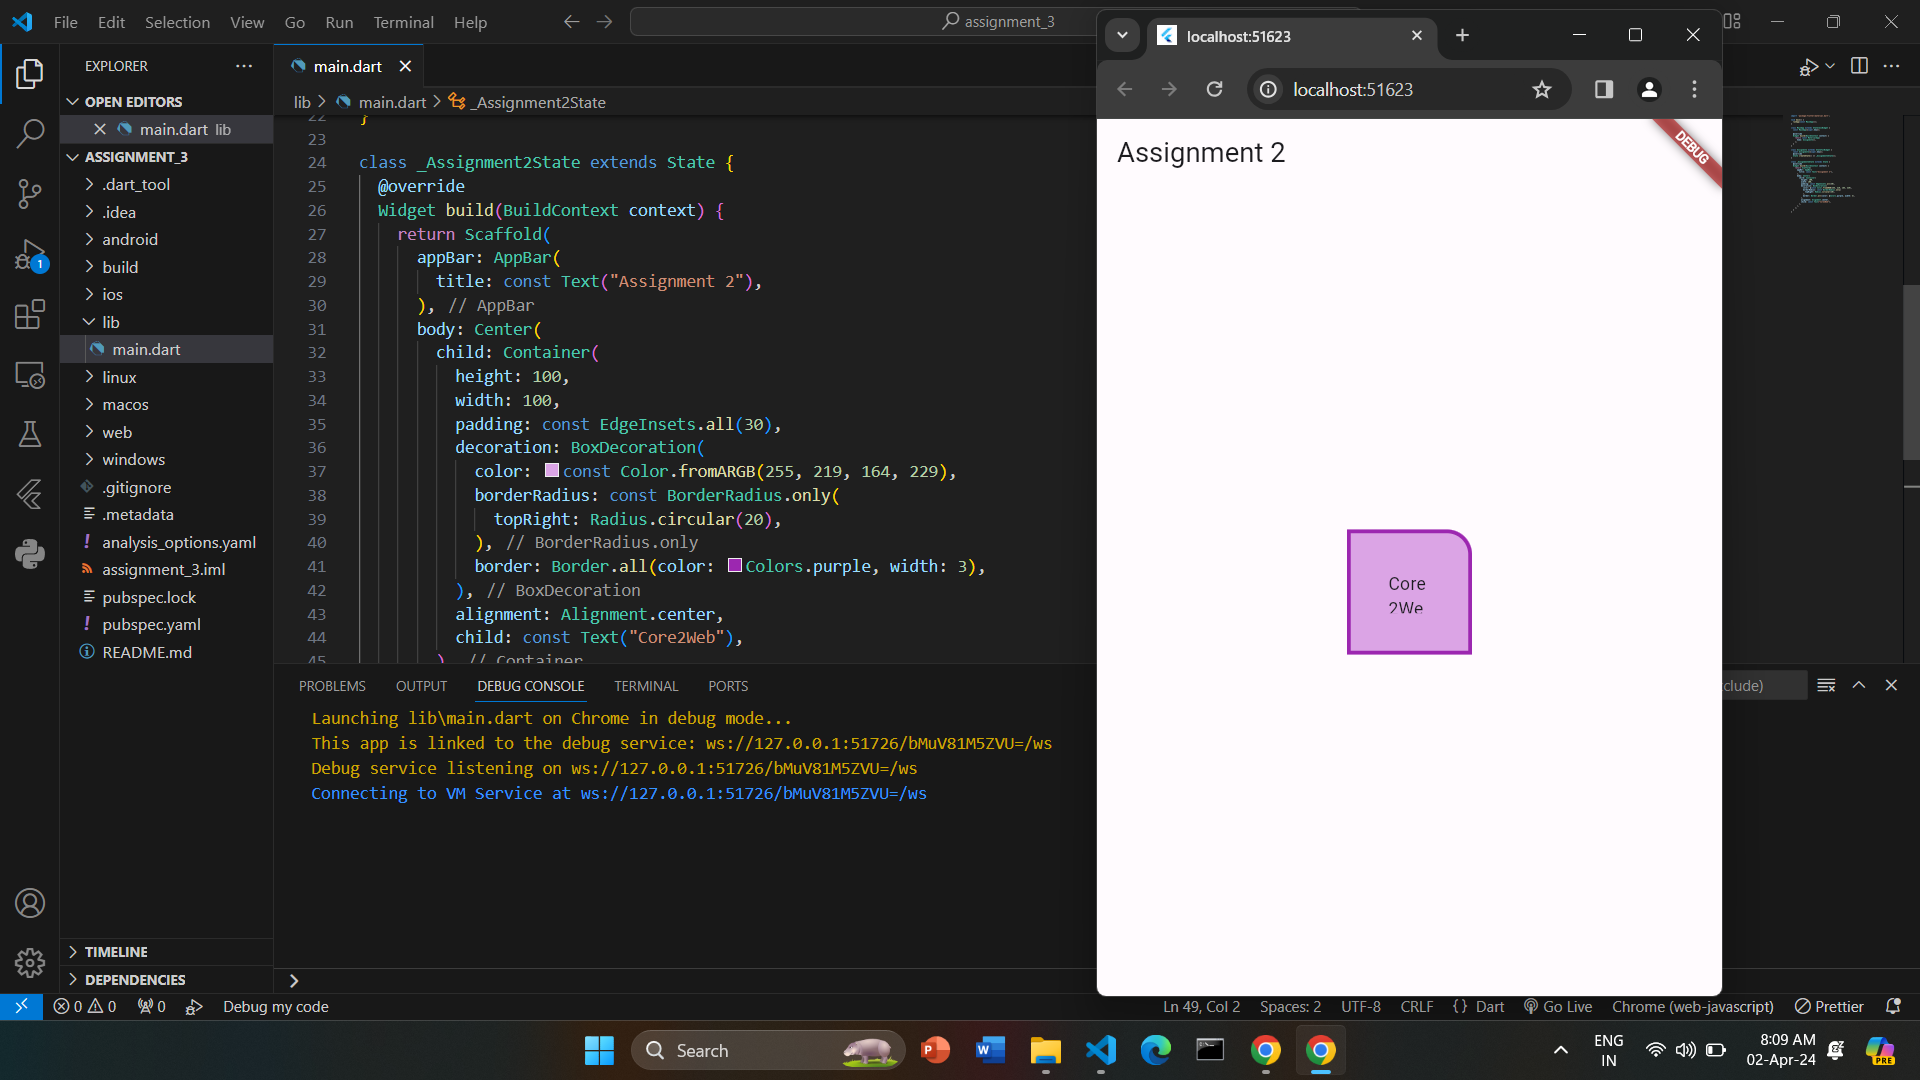 File Edit Selection View Go Run Terminal Help
assignment_3
EXPLORER
OPEN EDITORS
main.dart lib
ASSIGNMENT_3
.dart_tool
.idea
android
build
ios
lib
main.dart
linux
macos
web
windows
.gitignore
.metadata
analysis_options.yaml
assignment_3.iml
pubspec.lock
pubspec.yaml
README.md
TIMELINE
DEPENDENCIES
main.dart
lib > main.dart > _Assignment2State
22 }
23
24 class _Assignment2State extends State {
25 @override
26 Widget build(BuildContext context) {
27 return Scaffold(
28 appBar: AppBar(
29 title: const Text("Assignment 2"),
30 ), // AppBar
31 body: Center(
32 child: Container(
33 height: 100,
34 width: 100,
35 padding: const EdgeInsets.all(30),
36 decoration: BoxDecoration(
37 color: const Color.fromARGB(255, 219, 164, 229),
38 borderRadius: const BorderRadius.only(
39 topRight: Radius.circular(20),
40 ), // BorderRadius.only
41 border: Border.all(color: Colors.purple, width: 3),
42 ), // BoxDecoration
43 alignment: Alignment.center,
44 child: const Text("Core2Web"),
45 ), // Container
PROBLEMS OUTPUT DEBUG CONSOLE TERMINAL PORTS
clude)
Launching lib\main.dart on Chrome in debug mode...
This app is linked to the debug service: ws://127.0.0.1:51726/bMuV81M5ZVU=/ws
Debug service listening on ws://127.0.0.1:51726/bMuV81M5ZVU=/ws
Connecting to VM Service at ws://127.0.0.1:51726/bMuV81M5ZVU=/ws
localhost:51623
localhost:51623
Assignment 2
DEBUG
Core
2We
0 0 0 Debug my code
Ln 49, Col 2 Spaces: 2 UTF-8 CRLF {} Dart Go Live Chrome (web-javascript) Prettier
1
Search
ENG
IN
8:09 AM
02-Apr-24
PRE